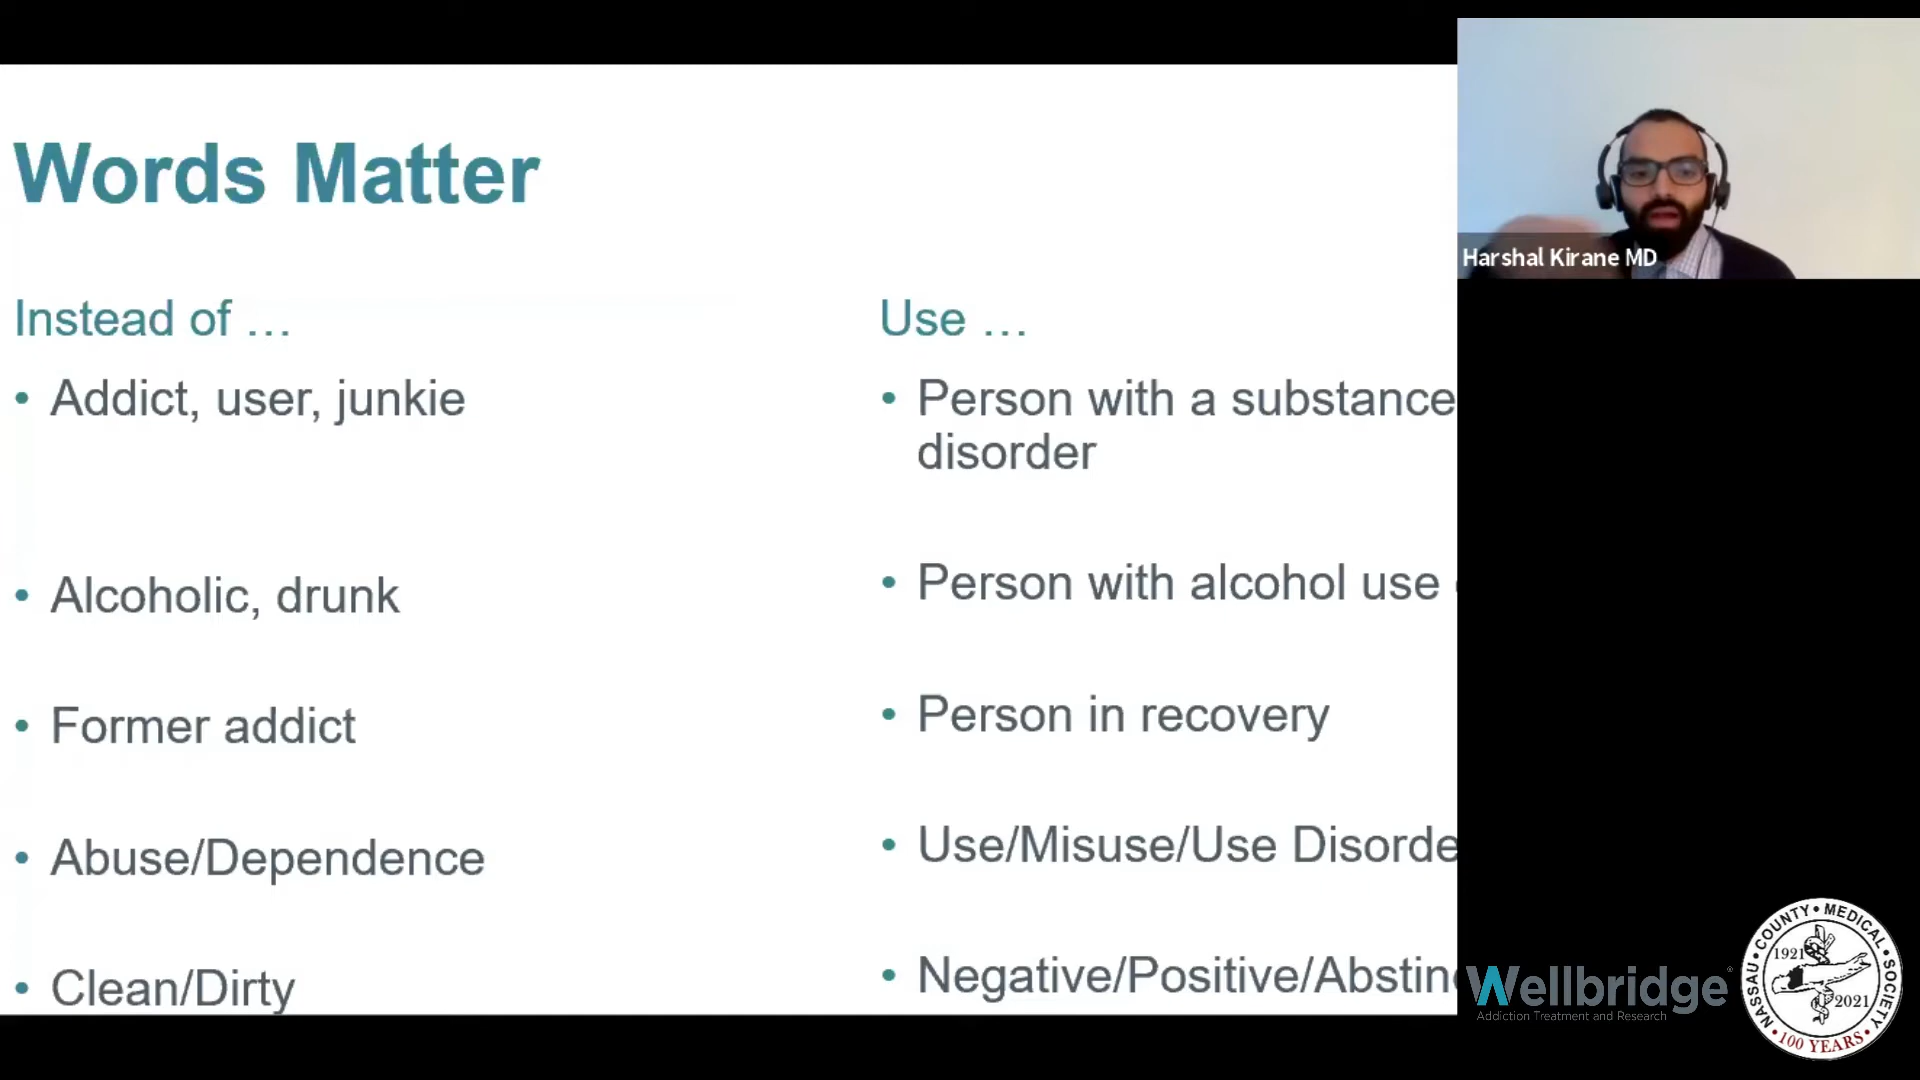 Words Matter
Instead of ...
• Addict, user, junkie
• Alcoholic, drunk
• Former addict
• Abuse/Dependence
• Clean/Dirty
Use ...
• Person with a substance
disorder
• Person with alcohol use
• Person in recovery
• Use/Misuse/Use Disorde
• Negative/Positive/Abstin
Harshal Kirane MD
Wellbridge
Addiction Treatment and Research
NASSAU • COUNTY • MEDICAL • SOCIETY
1921
2021
• 100 YEARS •